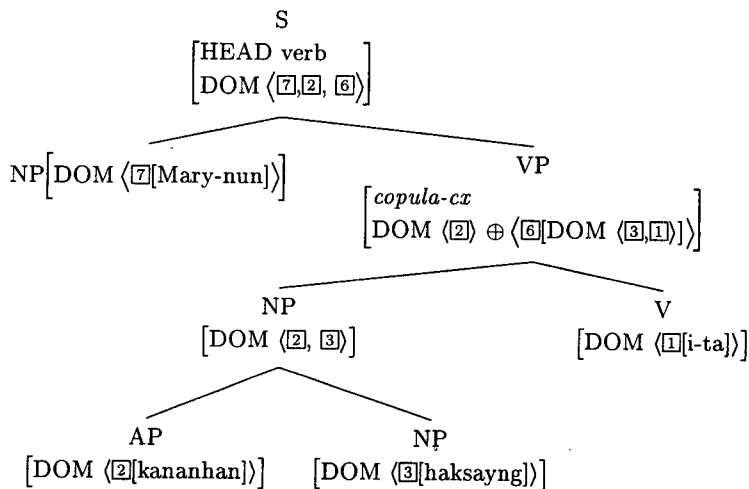 S
[HEAD verb
DOM ⟨[7],[2], [6]⟩]
NP[DOM ⟨[7][Mary-nun]⟩]
VP
[copula-cx
DOM ⟨[2]⟩ ⊕ ⟨[6][DOM ⟨[3],[1]⟩]⟩]
NP
[DOM ⟨[2], [3]⟩]
V
[DOM ⟨[1][i-ta]⟩]
AP
[DOM ⟨[2][kananhan]⟩]
NP
[DOM ⟨[3][haksayng]⟩]